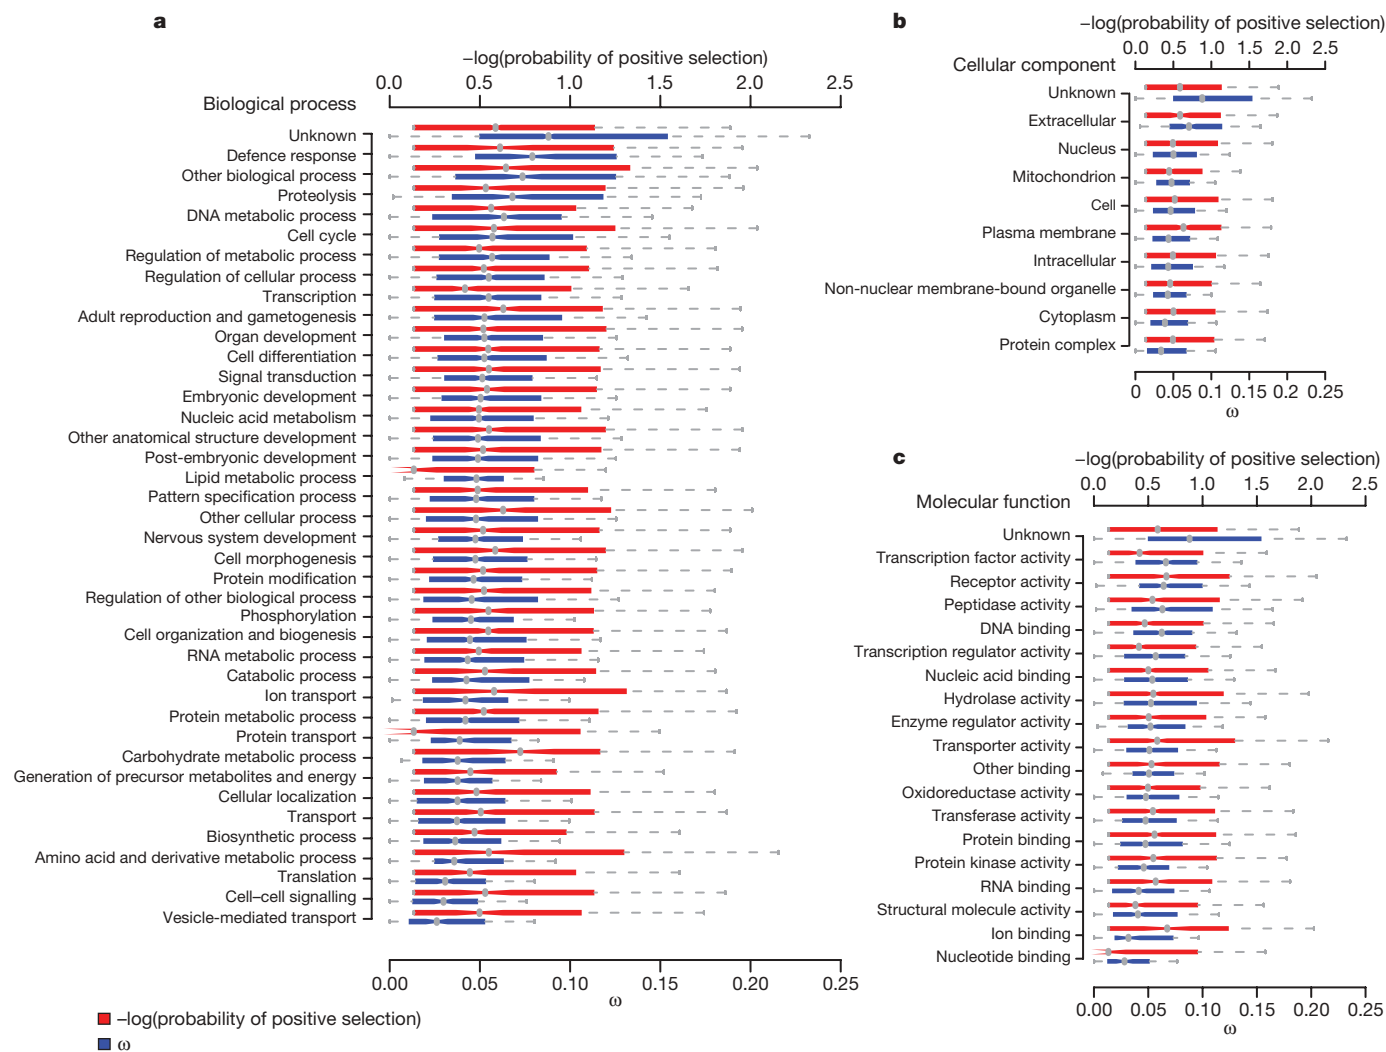 a
−log(probability of positive selection)
0.0 0.5 1.0 1.5 2.0 2.5
Biological process
Unknown
Defence response
Other biological process
Proteolysis
DNA metabolic process
Cell cycle
Regulation of metabolic process
Regulation of cellular process
Transcription
Adult reproduction and gametogenesis
Organ development
Cell differentiation
Signal transduction
Embryonic development
Nucleic acid metabolism
Other anatomical structure development
Post-embryonic development
Lipid metabolic process
Pattern specification process
Other cellular process
Nervous system development
Cell morphogenesis
Protein modification
Regulation of other biological process
Phosphorylation
Cell organization and biogenesis
RNA metabolic process
Catabolic process
Ion transport
Protein metabolic process
Protein transport
Carbohydrate metabolic process
Generation of precursor metabolites and energy
Cellular localization
Transport
Biosynthetic process
Amino acid and derivative metabolic process
Translation
Cell–cell signalling
Vesicle-mediated transport
0.00 0.05 0.10 0.15 0.20 0.25
ω
−log(probability of positive selection)
ω
b
−log(probability of positive selection)
0.0 0.5 1.0 1.5 2.0 2.5
Cellular component
Unknown
Extracellular
Nucleus
Mitochondrion
Cell
Plasma membrane
Intracellular
Non-nuclear membrane-bound organelle
Cytoplasm
Protein complex
0 0.05 0.1 0.15 0.2 0.25
ω
c
−log(probability of positive selection)
0.0 0.5 1.0 1.5 2.0 2.5
Molecular function
Unknown
Transcription factor activity
Receptor activity
Peptidase activity
DNA binding
Transcription regulator activity
Nucleic acid binding
Hydrolase activity
Enzyme regulator activity
Transporter activity
Other binding
Oxidoreductase activity
Transferase activity
Protein binding
Protein kinase activity
RNA binding
Structural molecule activity
Ion binding
Nucleotide binding
0.00 0.05 0.10 0.15 0.20 0.25
ω